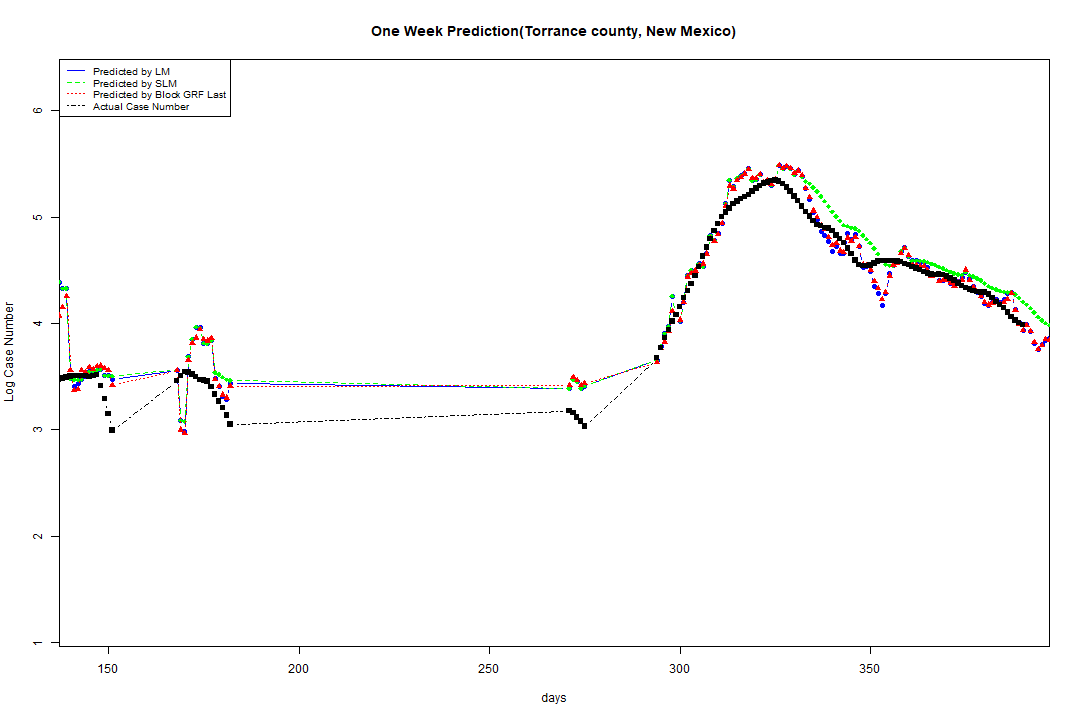 One Week Prediction(Torrance county, New Mexico)
Predicted by LM
Predicted by SLM
Predicted by Block GRF Last
Actual Case Number
Log Case Number
6
5
4
3
2
1
150 200 250 300 350
days